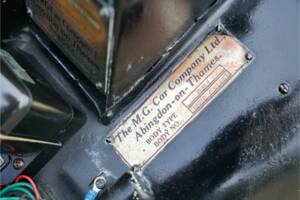 The M.G. Car Company Ltd.
Abingdon-on-Thames.
BODY TYPE
BODY No.